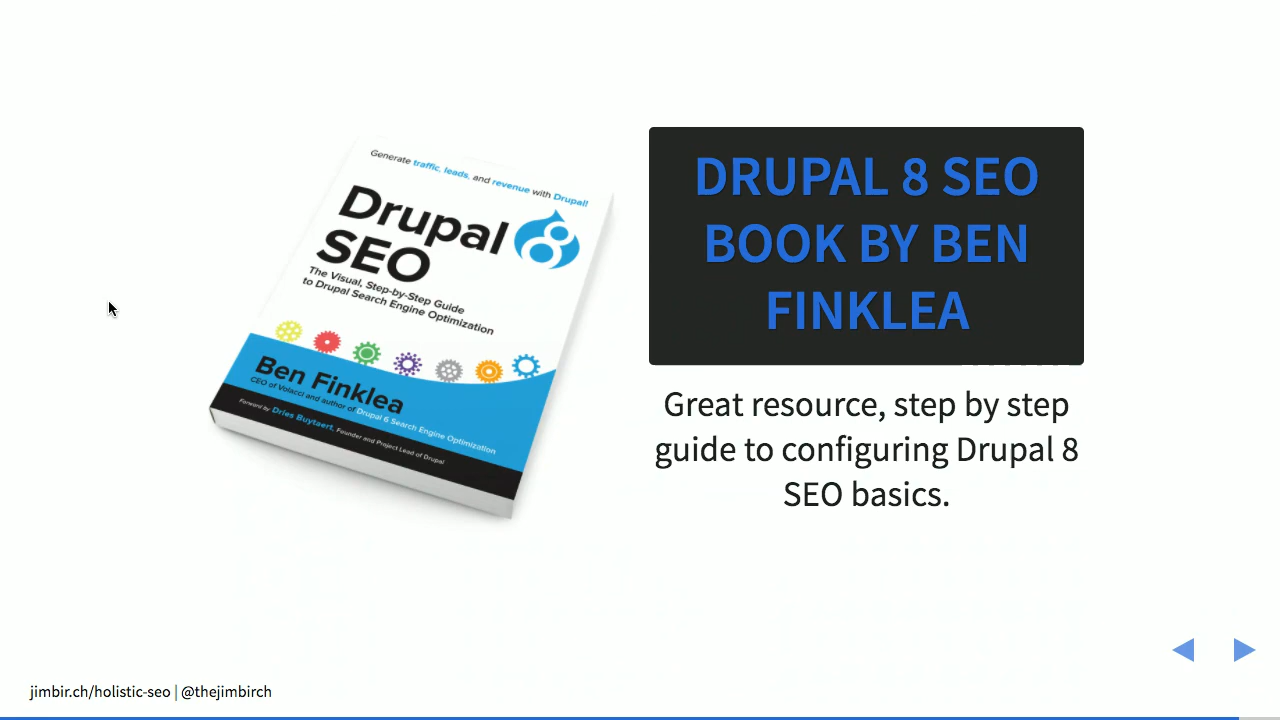 Generate traffic, leads, and revenue with Drupal!
Drupal 8
SEO
The Visual, Step-by-Step Guide
to Drupal Search Engine Optimization
Ben Finklea
CEO of Volacci and author of Drupal 6 Search Engine Optimization
Foreword by Dries Buytaert, Founder and Project Lead of Drupal
DRUPAL 8 SEO
BOOK BY BEN
FINKLEA
Great resource, step by step
guide to configuring Drupal 8
SEO basics.
jimbir.ch/holistic-seo | @thejimbirch